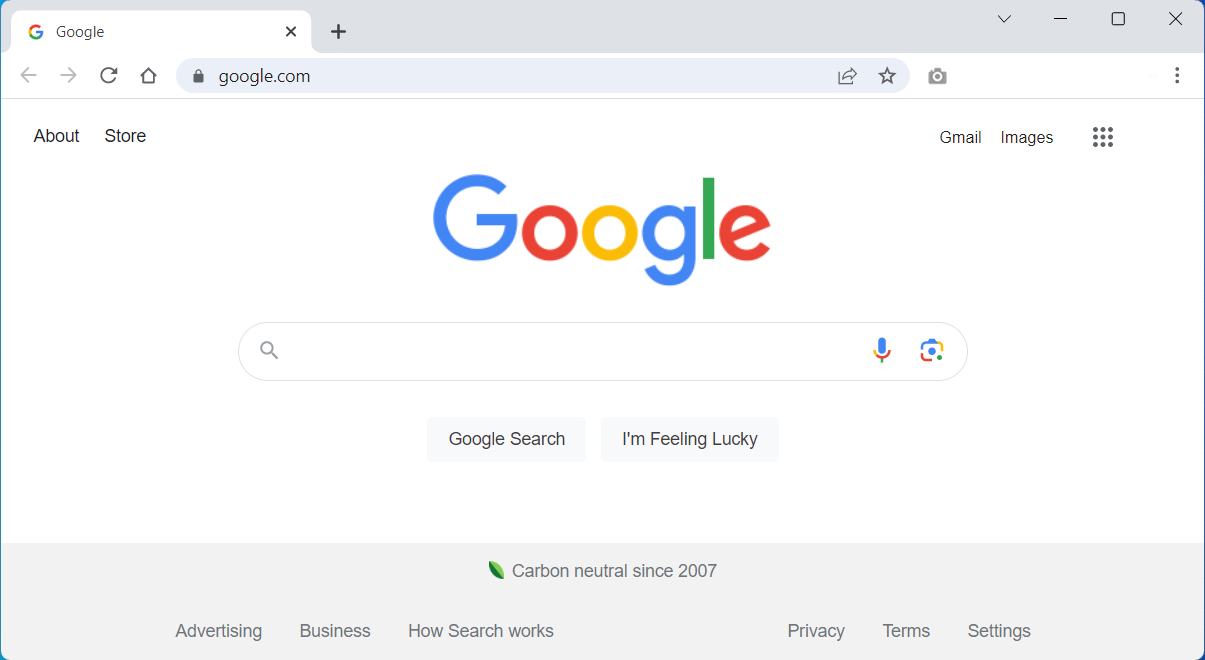 Google
google.com
About Store
Gmail Images
Google
Google Search I'm Feeling Lucky
Carbon neutral since 2007
Advertising Business How Search works Privacy Terms Settings